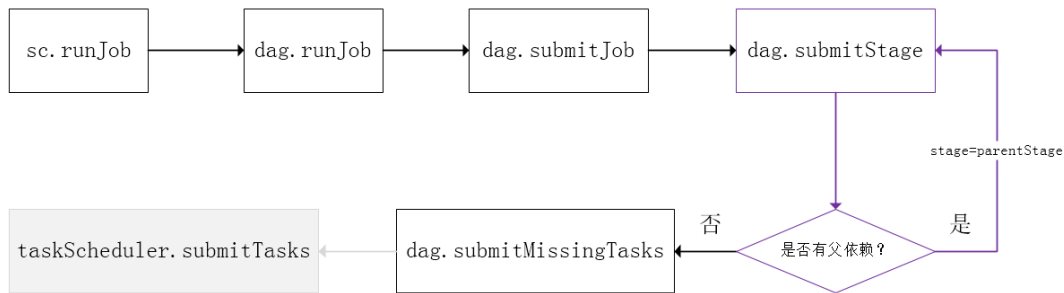 sc.runJob
dag.runJob
dag.submitJob
dag.submitStage
stage=parentStage
taskScheduler.submitTasks
dag.submitMissingTasks
否
是否有父依赖？
是